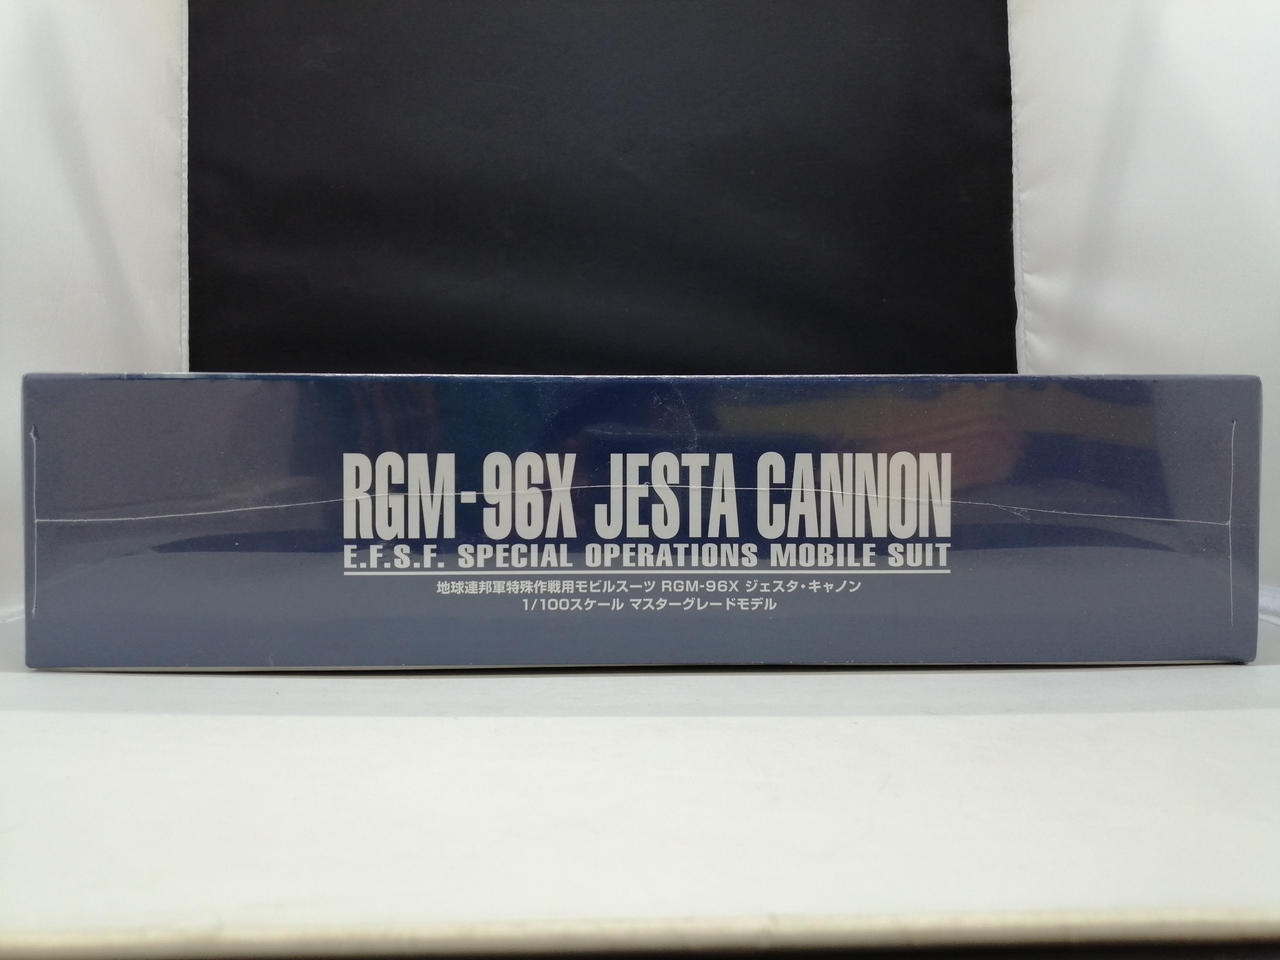 RGM-96X JESTA CANNON
E.F.S.F. SPECIAL OPERATIONS MOBILE SUIT
地球連邦軍特殊作戦用モビルスーツ RGM-96X ジェスタ・キャノン
1/100スケール マスターグレードモデル